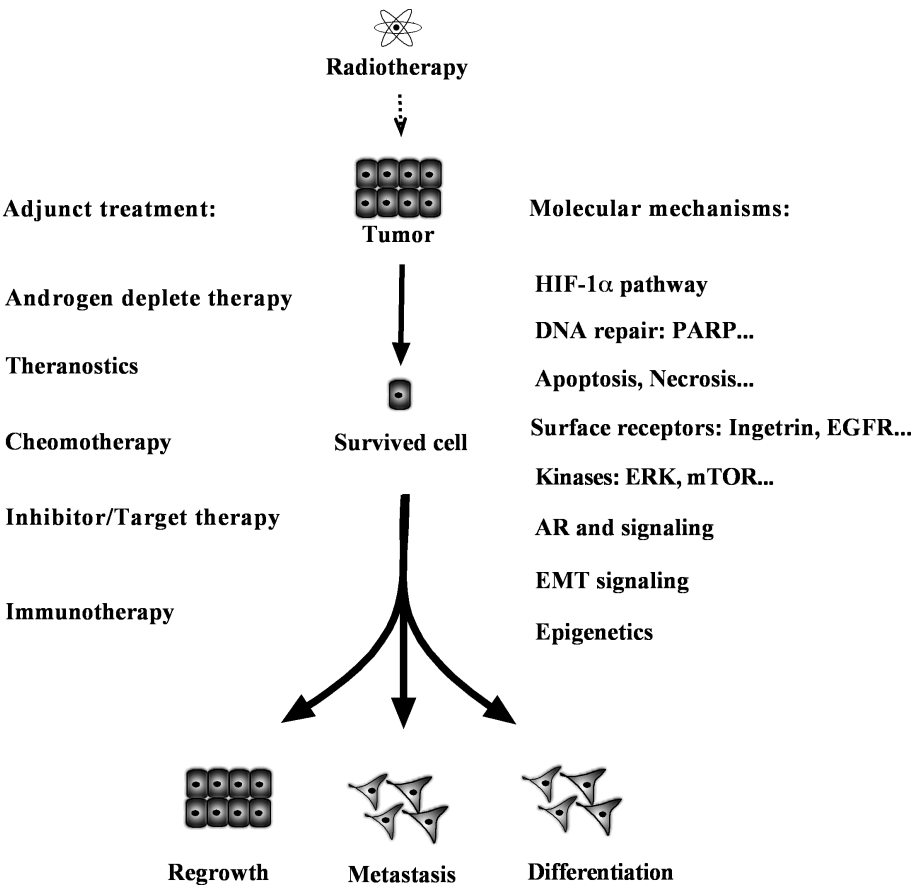 Radiotherapy
Adjunct treatment:
Tumor
Molecular mechanisms:
Androgen deplete therapy
HIF-1α pathway
DNA repair: PARP...
Theranostics
Apoptosis, Necrosis...
Cheomotherapy
Survived cell
Surface receptors: Ingetrin, EGFR...
Kinases: ERK, mTOR...
Inhibitor/Target therapy
AR and signaling
EMT signaling
Immunotherapy
Epigenetics
Regrowth
Metastasis
Differentiation